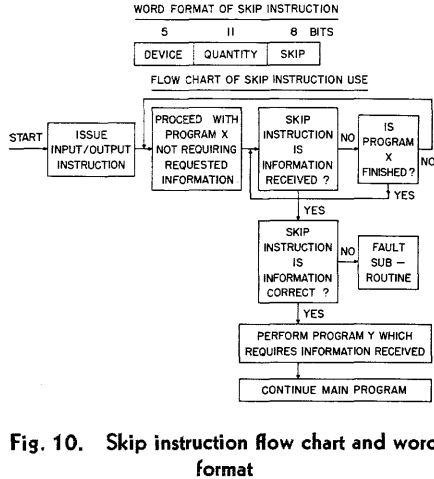 WORD FORMAT OF SKIP INSTRUCTION
5 11 8 BITS
DEVICE QUANTITY SKIP
FLOW CHART OF SKIP INSTRUCTION USE
START
ISSUE
INPUT/OUTPUT
INSTRUCTION
PROCEED WITH
PROGRAM X
NOT REQUIRING
REQUESTED
INFORMATION
SKIP
INSTRUCTION
IS
INFORMATION
RECEIVED ?
NO
IS
PROGRAM
X
FINISHED ?
NO
YES
YES
SKIP
INSTRUCTION
IS
INFORMATION
CORRECT ?
NO
FAULT
SUB –
ROUTINE
YES
PERFORM PROGRAM Y WHICH
REQUIRES INFORMATION RECEIVED
CONTINUE MAIN PROGRAM
Fig. 10. Skip instruction flow chart and word
format